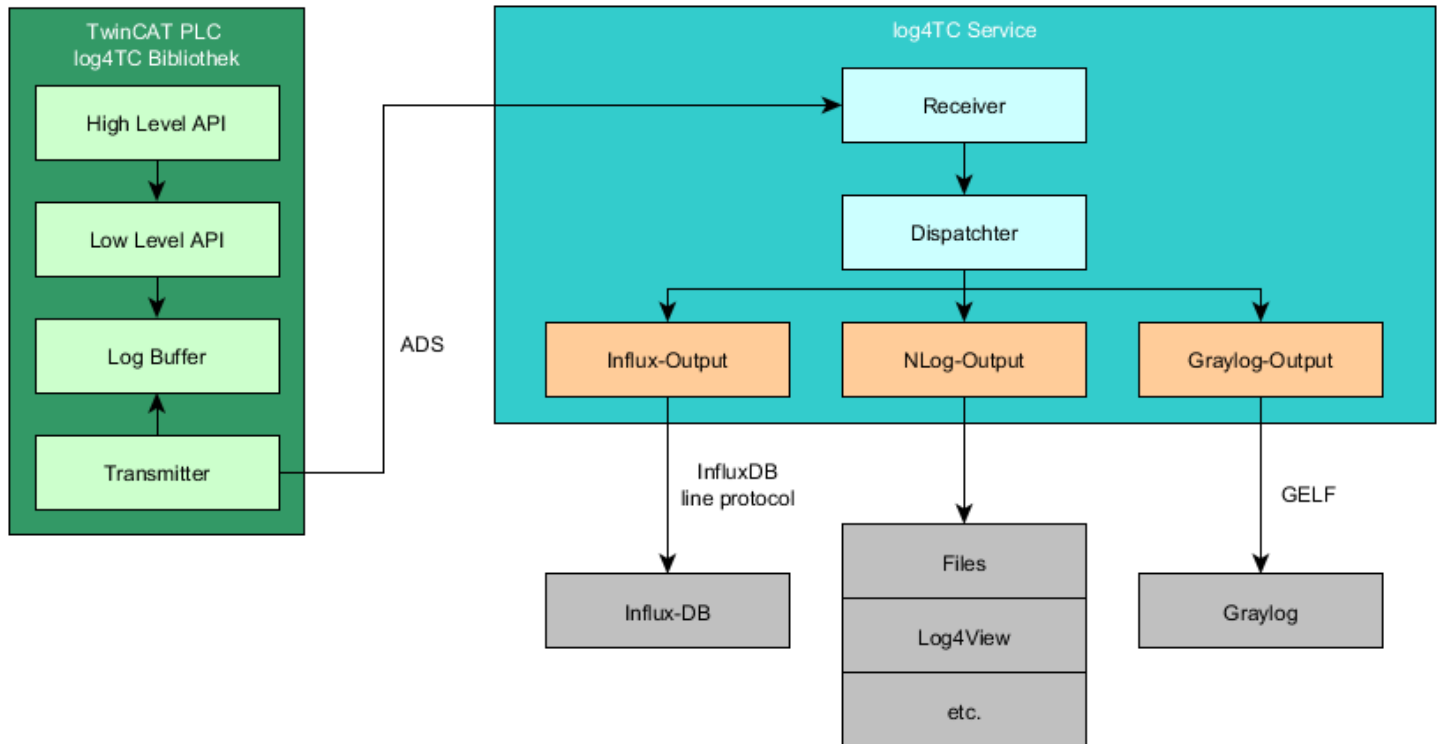 TwinCAT PLC
log4TC Bibliothek
High Level API
Low Level API
Log Buffer
Transmitter
ADS
log4TC Service
Receiver
Dispatchter
Influx-Output
NLog-Output
Graylog-Output
InfluxDB
line protocol
GELF
Influx-DB
Files
Log4View
etc.
Graylog